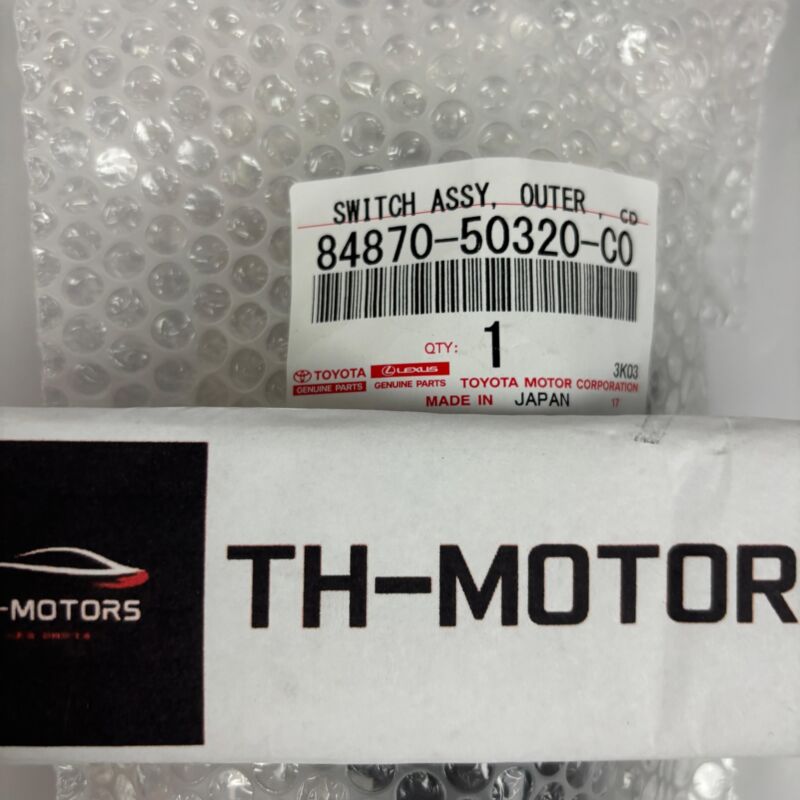 SWITCH ASSY, OUTER , CD
84870-50320-C0
QTY: 1
3K03
TOYOTA LEXUS
GENUINE PARTS GENUINE PARTS TOYOTA MOTOR CORPORATION
MADE IN JAPAN 17
TH-MOTOR
-MOTORS